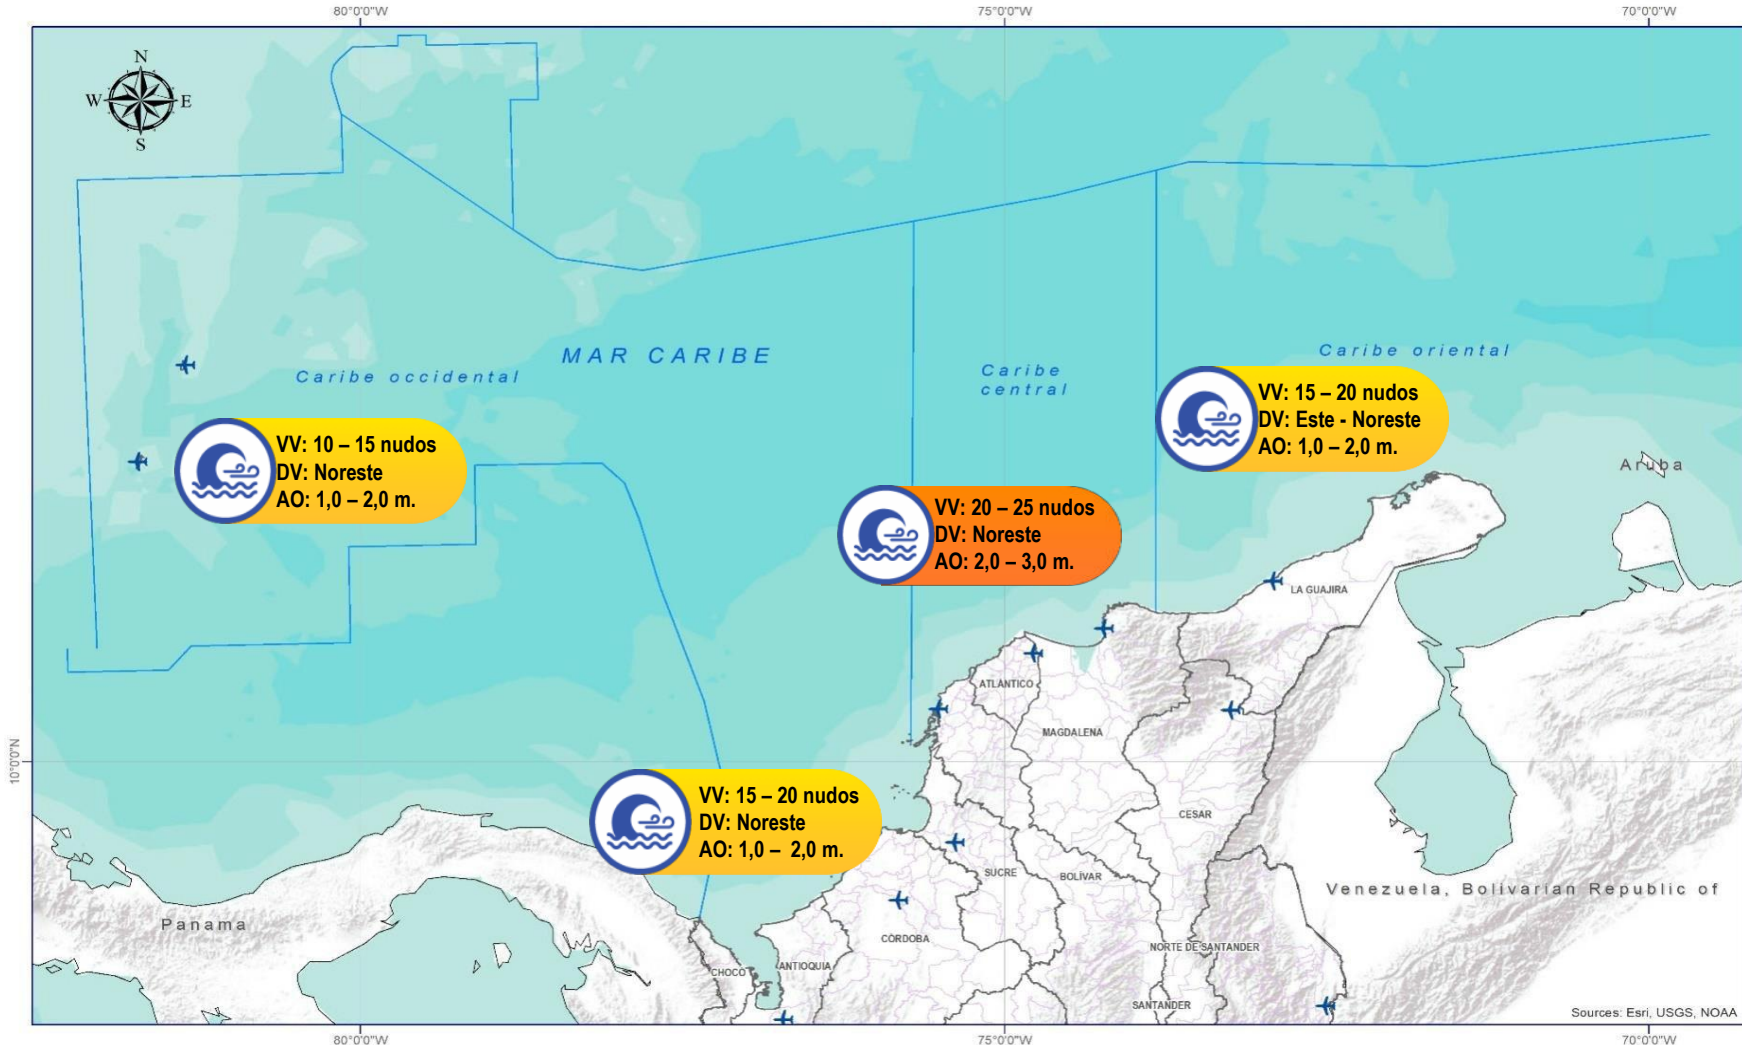 80°0'0"W
75°0'0"W
70°0'0"W
N
W
E
S
MAR CARIBE
Caribe occidental
Caribe
central
Caribe oriental
VV: 15 – 20 nudos
DV: Este - Noreste
AO: 1,0 – 2,0 m.
VV: 10 – 15 nudos
DV: Noreste
AO: 1,0 – 2,0 m.
Aruba
VV: 20 – 25 nudos
DV: Noreste
AO: 2,0 – 3,0 m.
LA GUAJIRA
ATLÁNTICO
MAGDALENA
10°0'0"N
VV: 15 – 20 nudos
DV: Noreste
AO: 1,0 – 2,0 m.
CESAR
SUCRE
BOLÍVAR
Venezuela, Bolivarian Republic of
Panama
CÓRDOBA
NORTE DE SANTANDER
CHOCÓ
ANTIOQUIA
SANTANDER
Sources: Esri, USGS, NOAA
80°0'0"W
75°0'0"W
70°0'0"W